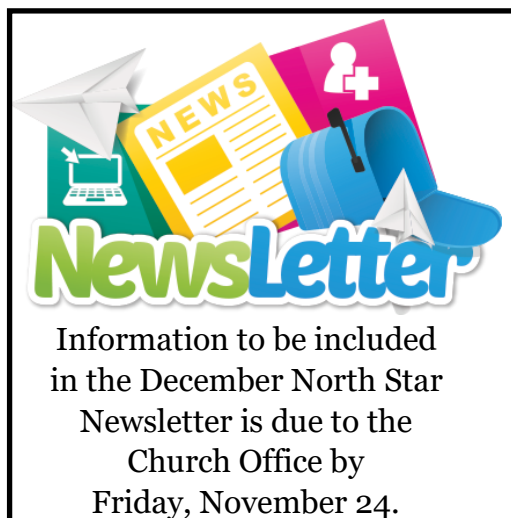 NEWS
NewsLetter
Information to be included
in the December North Star
Newsletter is due to the
Church Office by
Friday, November 24.